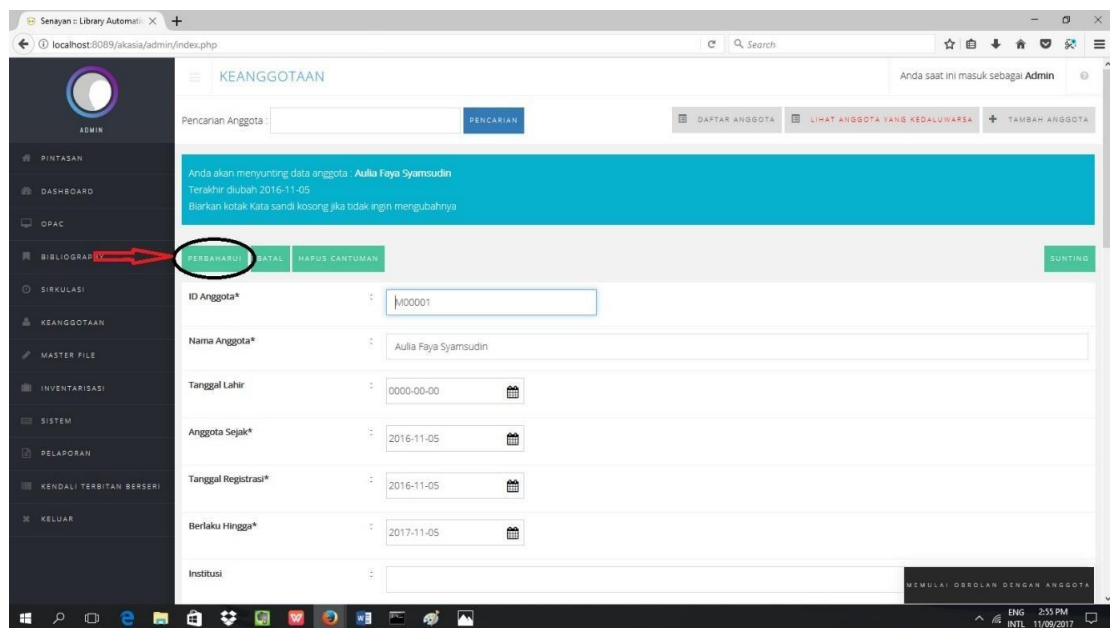 Senayan :: Library Automatic
localhost:8089/akasia/admin/index.php
Search
ADMIN
KEANGGOTAAN
Anda saat ini masuk sebagai Admin
Pencarian Anggota :
PENCARIAN
DAFTAR ANGGOTA
LIHAT ANGGOTA YANG KEDALUWARSA
TAMBAH ANGGOTA
PINTASAN
DASHBOARD
OPAC
BIBLIOGRAPHY
SIRKULASI
KEANGGOTAAN
MASTER FILE
INVENTARISASI
SISTEM
PELAPORAN
KENDALI TERBITAN BERSERI
KELUAR
Anda akan menyunting data anggota : Aulia Faya Syamsudin
Terakhir diubah 2016-11-05
Biarkan kotak Kata sandi kosong jika tidak ingin mengubahnya
PERBAHARUI BATAL HAPUS CANTUMAN
SUNTING
ID Anggota* : M00001
Nama Anggota* : Aulia Faya Syamsudin
Tanggal Lahir : 0000-00-00
Anggota Sejak* : 2016-11-05
Tanggal Registrasi* : 2016-11-05
Berlaku Hingga* : 2017-11-05
Institusi :
MEMULAI OBROLAN DENGAN ANGGOTA
ENG 2:55 PM
INTL 11/09/2017